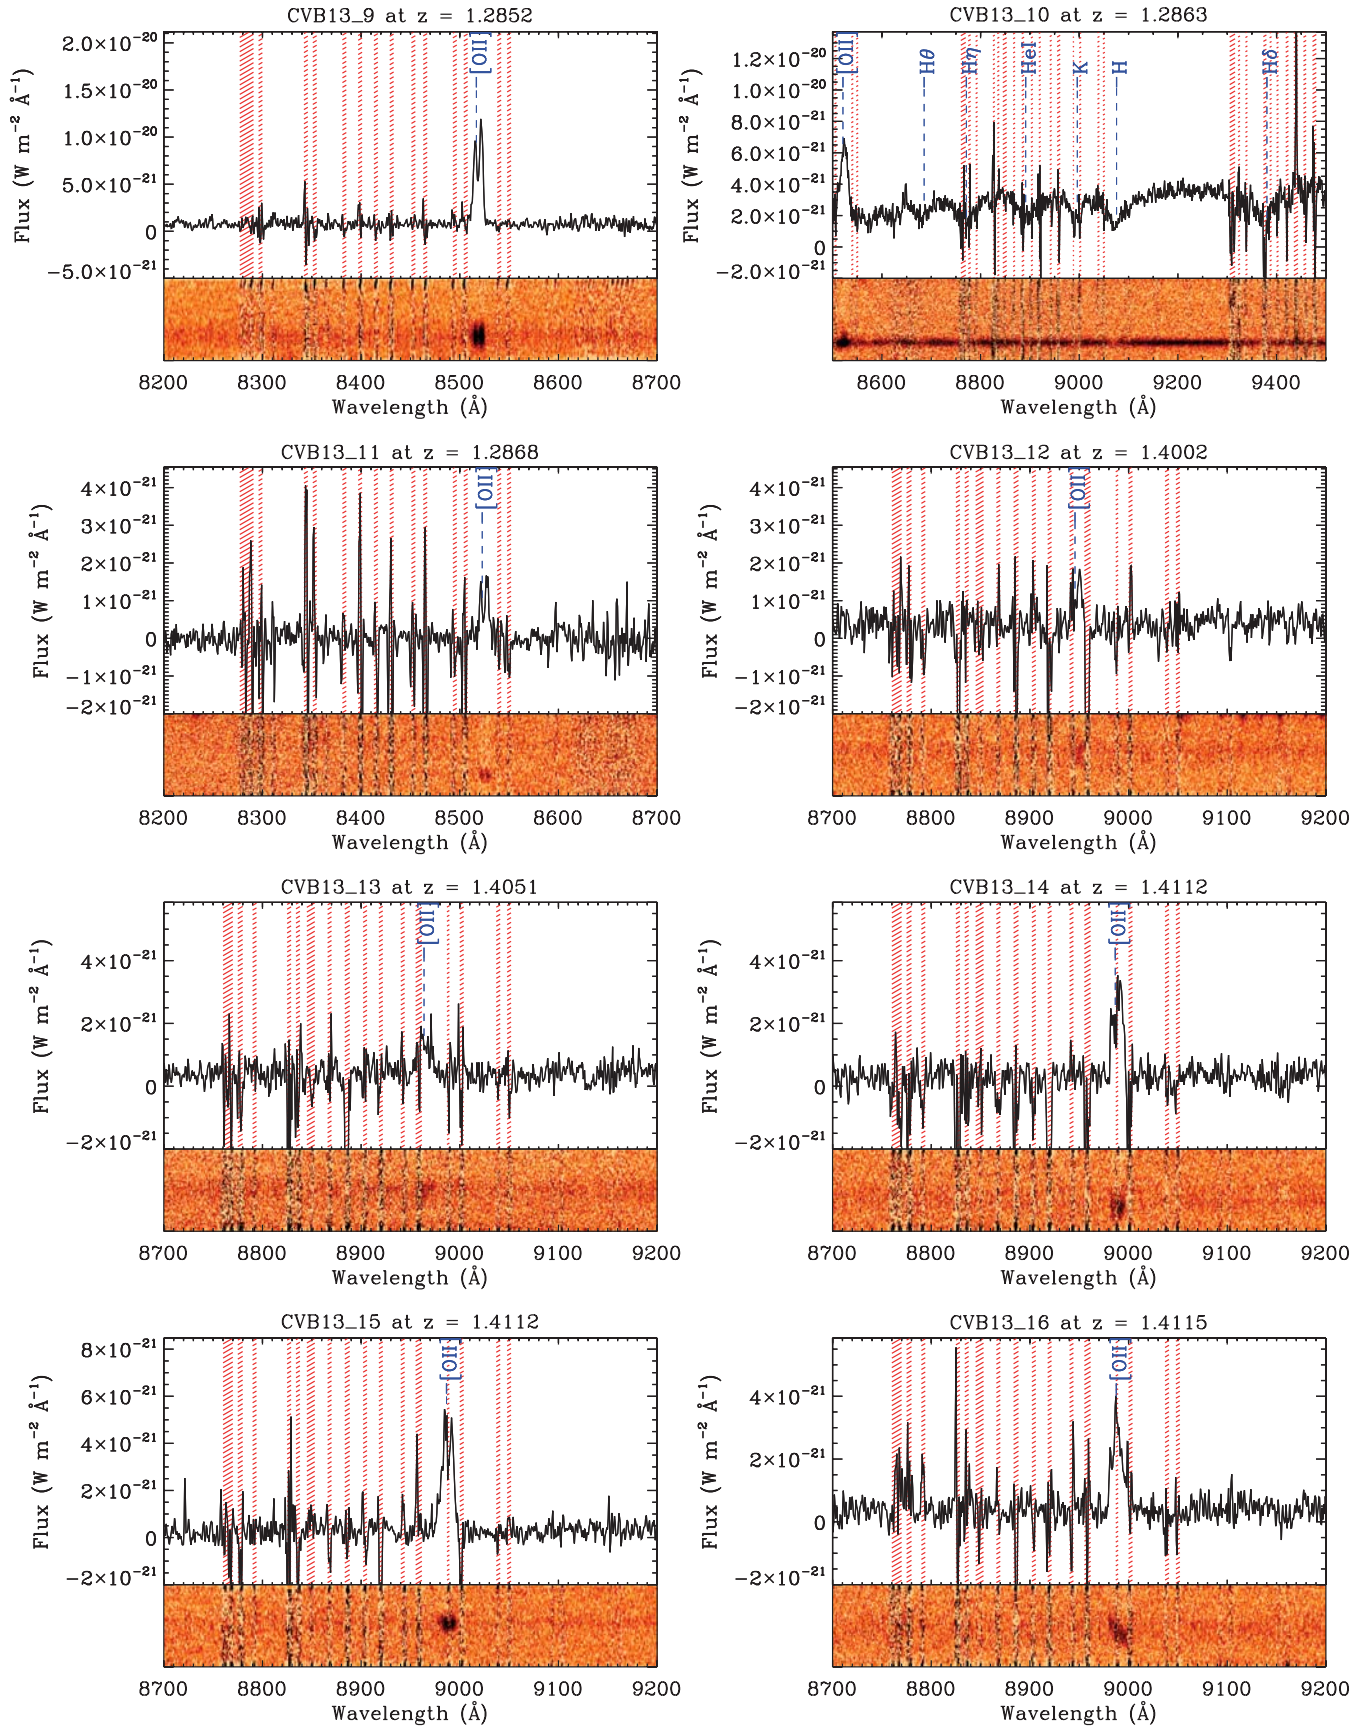 CVB13_9 at z = 1.2852
2.0×10⁻²⁰
1.5×10⁻²⁰
1.0×10⁻²⁰
5.0×10⁻²¹
0
−5.0×10⁻²¹
Flux (W m⁻² Å⁻¹)
[OII]
8200 8300 8400 8500 8600 8700
Wavelength (Å)
CVB13_10 at z = 1.2863
1.2×10⁻²⁰
1.0×10⁻²⁰
8.0×10⁻²¹
6.0×10⁻²¹
4.0×10⁻²¹
2.0×10⁻²¹
0
−2.0×10⁻²¹
Flux (W m⁻² Å⁻¹)
[OII] Hθ Hη HeI K H Hδ
8600 8800 9000 9200 9400
Wavelength (Å)
CVB13_11 at z = 1.2868
4×10⁻²¹
3×10⁻²¹
2×10⁻²¹
1×10⁻²¹
0
−1×10⁻²¹
−2×10⁻²¹
Flux (W m⁻² Å⁻¹)
[OII]
8200 8300 8400 8500 8600 8700
Wavelength (Å)
CVB13_12 at z = 1.4002
4×10⁻²¹
3×10⁻²¹
2×10⁻²¹
1×10⁻²¹
0
−1×10⁻²¹
−2×10⁻²¹
Flux (W m⁻² Å⁻¹)
[OII]
8700 8800 8900 9000 9100 9200
Wavelength (Å)
CVB13_13 at z = 1.4051
4×10⁻²¹
2×10⁻²¹
0
−2×10⁻²¹
Flux (W m⁻² Å⁻¹)
[OII]
8700 8800 8900 9000 9100 9200
Wavelength (Å)
CVB13_14 at z = 1.4112
4×10⁻²¹
2×10⁻²¹
0
−2×10⁻²¹
Flux (W m⁻² Å⁻¹)
[OII]
8700 8800 8900 9000 9100 9200
Wavelength (Å)
CVB13_15 at z = 1.4112
8×10⁻²¹
6×10⁻²¹
4×10⁻²¹
2×10⁻²¹
0
−2×10⁻²¹
Flux (W m⁻² Å⁻¹)
[OII]
8700 8800 8900 9000 9100 9200
Wavelength (Å)
CVB13_16 at z = 1.4115
4×10⁻²¹
2×10⁻²¹
0
−2×10⁻²¹
Flux (W m⁻² Å⁻¹)
[OII]
8700 8800 8900 9000 9100 9200
Wavelength (Å)